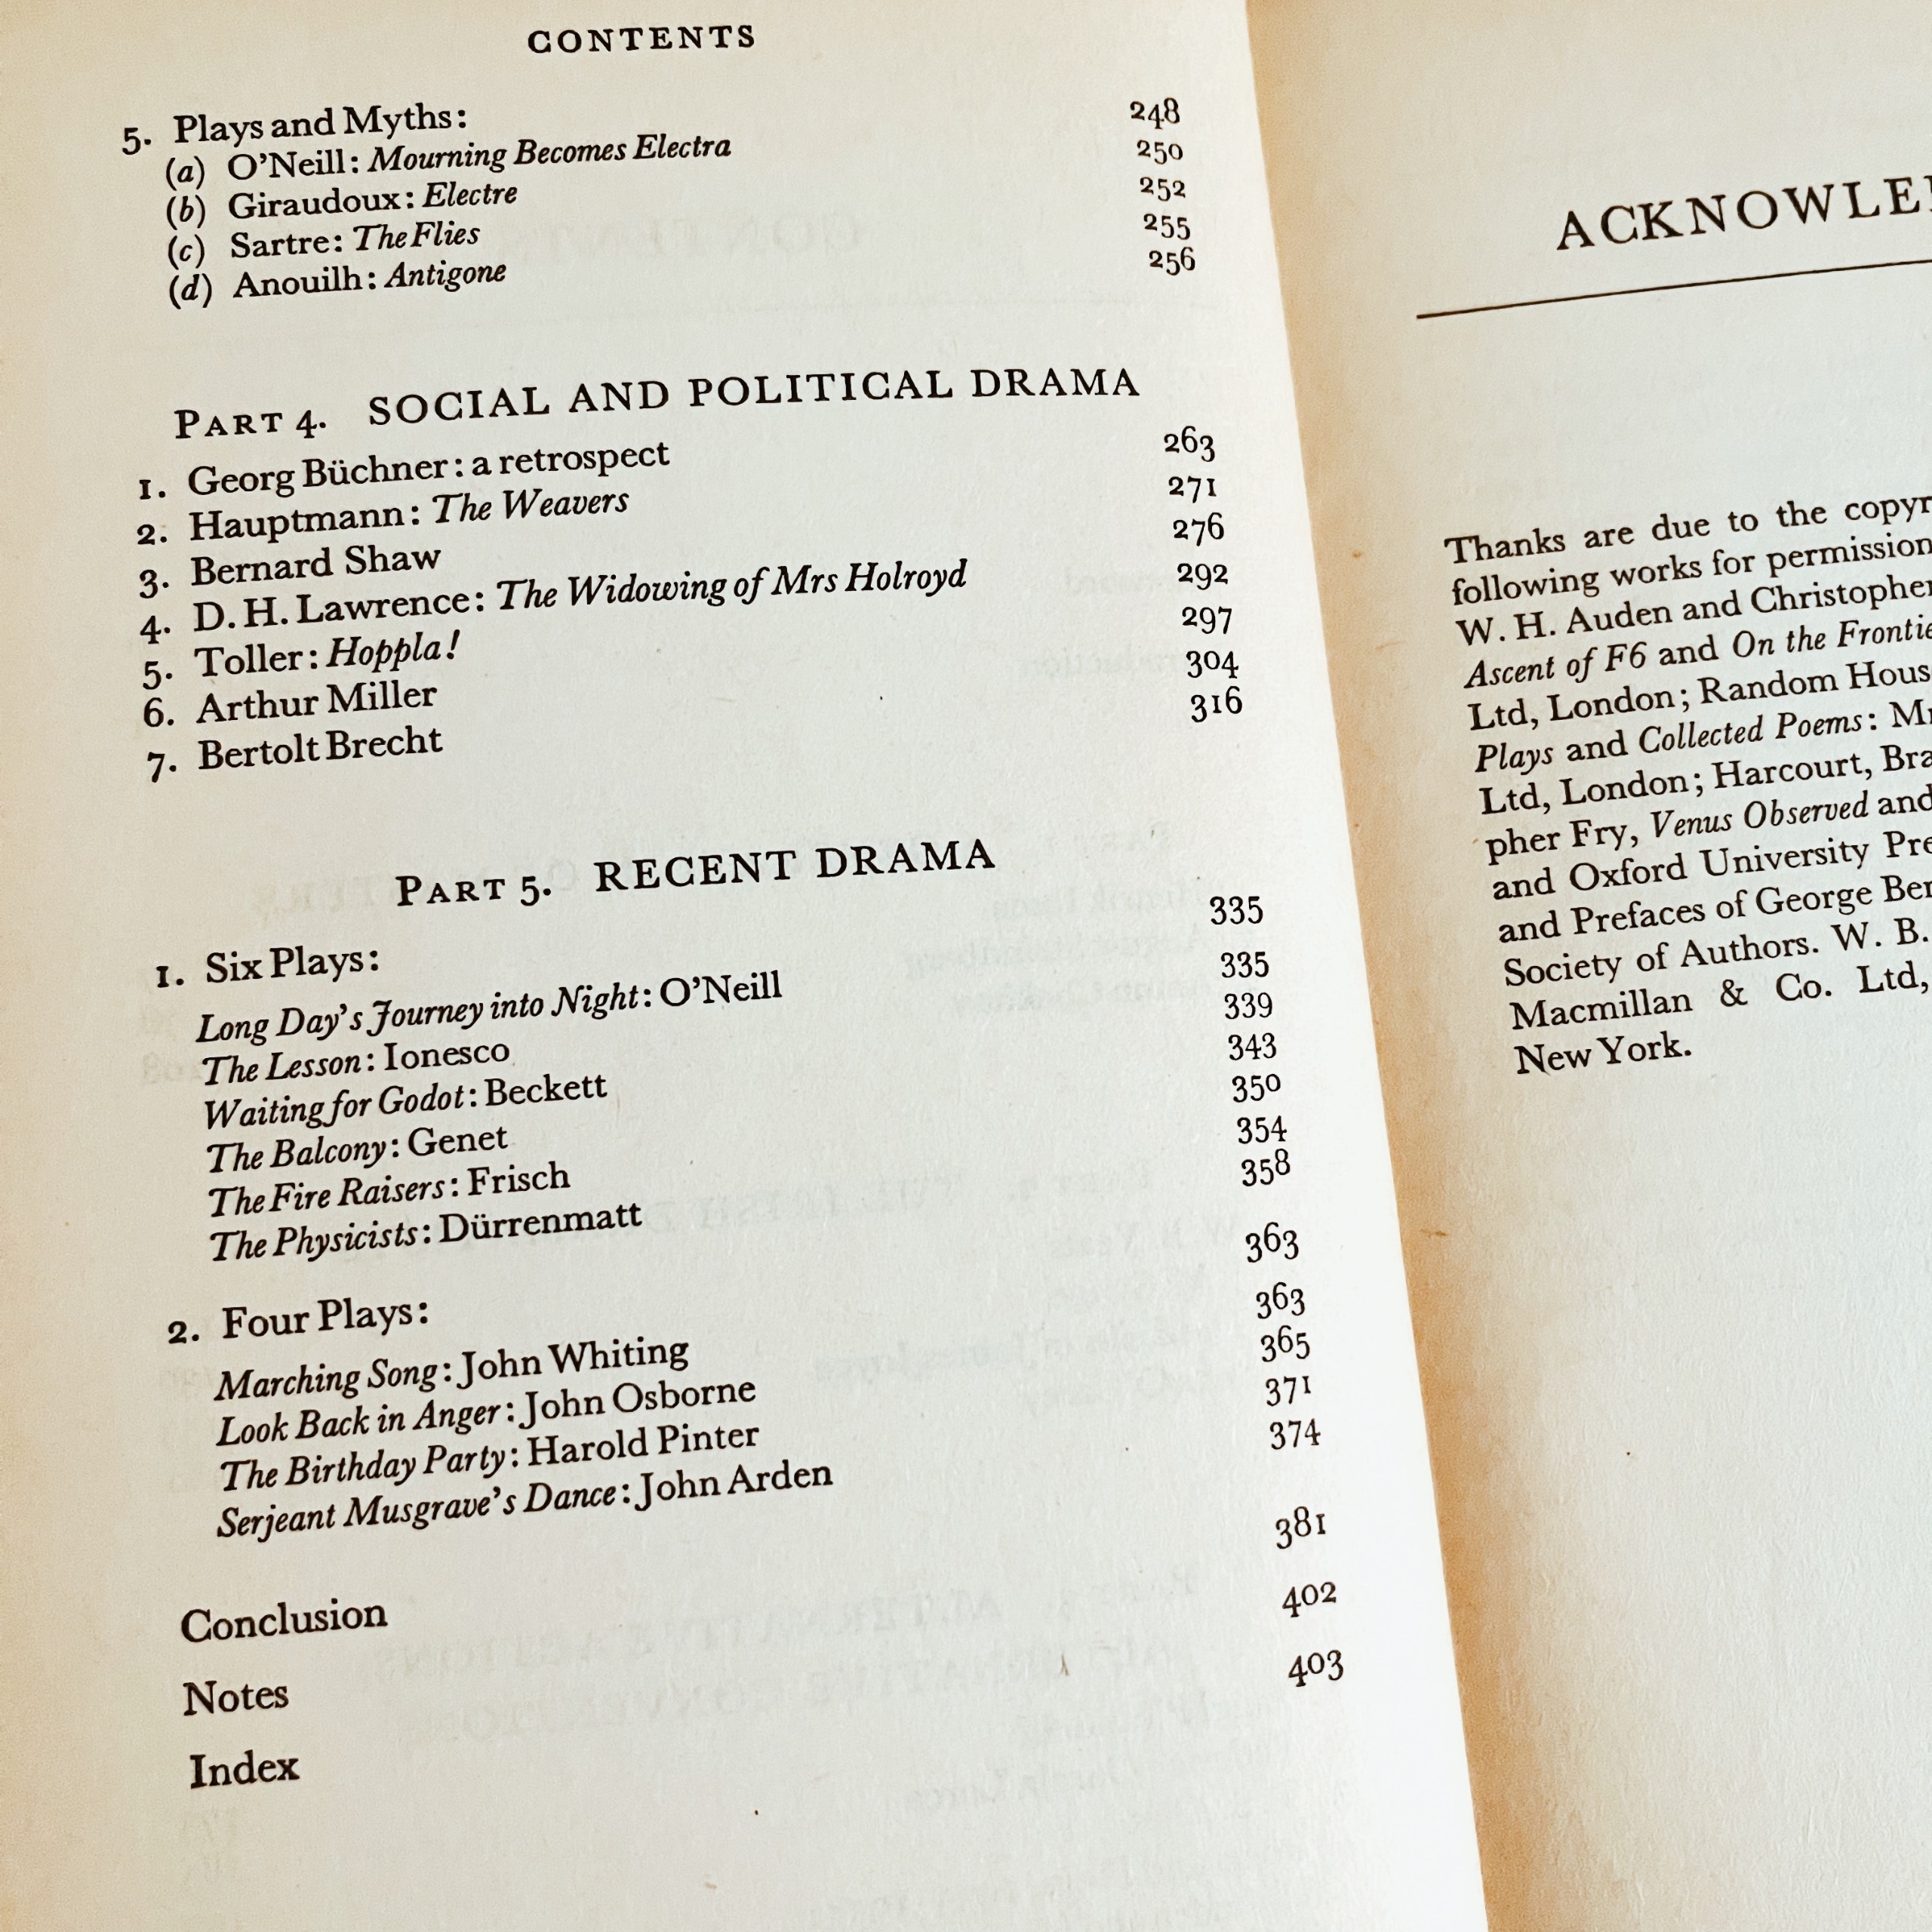 CONTENTS
5. Plays and Myths: 248
(a) O'Neill: Mourning Becomes Electra 250
(b) Giraudoux: Electre 252
(c) Sartre: The Flies 255
(d) Anouilh: Antigone 256
PART 4. SOCIAL AND POLITICAL DRAMA
1. Georg Büchner: a retrospect 263
2. Hauptmann: The Weavers 271
3. Bernard Shaw 276
4. D. H. Lawrence: The Widowing of Mrs Holroyd 292
5. Toller: Hoppla! 297
6. Arthur Miller 304
7. Bertolt Brecht 316
PART 5. RECENT DRAMA
1. Six Plays: 335
Long Day's Journey into Night: O'Neill 335
The Lesson: Ionesco 339
Waiting for Godot: Beckett 343
The Balcony: Genet 350
The Fire Raisers: Frisch 354
The Physicists: Dürrenmatt 358
2. Four Plays: 363
Marching Song: John Whiting 363
Look Back in Anger: John Osborne 365
The Birthday Party: Harold Pinter 371
Serjeant Musgrave's Dance: John Arden 374
Conclusion 381
Notes 402
Index 403
Thanks are due to the
following works for permission
W. H. Auden and Christopher
Ascent of F6 and On the
Ltd, London; Random
Plays and Collected Poems:
Ltd, London; Harcourt,
pher Fry, Venus Observed and
and Oxford University
and Prefaces of George
Society of Authors. W. B.
Macmillan & Co. Ltd,
New York.